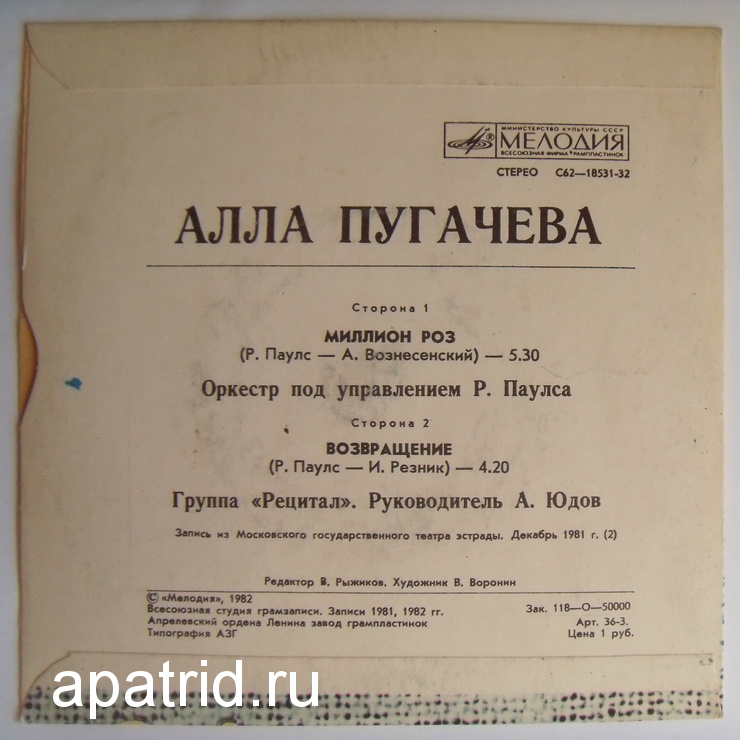 МИНИСТЕРСТВО КУЛЬТУРЫ СССР
МЕЛОДИЯ
ВСЕСОЮЗНАЯ ФИРМА ГРАМПЛАСТИНОК
СТЕРЕО С62—18531-32
АЛЛА ПУГАЧЕВА
Сторона 1
МИЛЛИОН РОЗ
(Р. Паулс — А. Вознесенский) — 5.30
Оркестр под управлением Р. Паулса
Сторона 2
ВОЗВРАЩЕНИЕ
(Р. Паулс — И. Резник) — 4.20
Группа «Рецитал». Руководитель А. Юдов
Запись из Московского государственного театра эстрады. Декабрь 1981 г. (2)
Редактор В. Рыжиков. Художник В. Воронин
© «Мелодия», 1982
Всесоюзная студия грамзаписи. Записи 1981, 1982 гг.
Апрелевский ордена Ленина завод грампластинок
Типография АЗГ
Зак. 118—О—50000
Арт. 36-3.
Цена 1 руб.
apatrid.ru